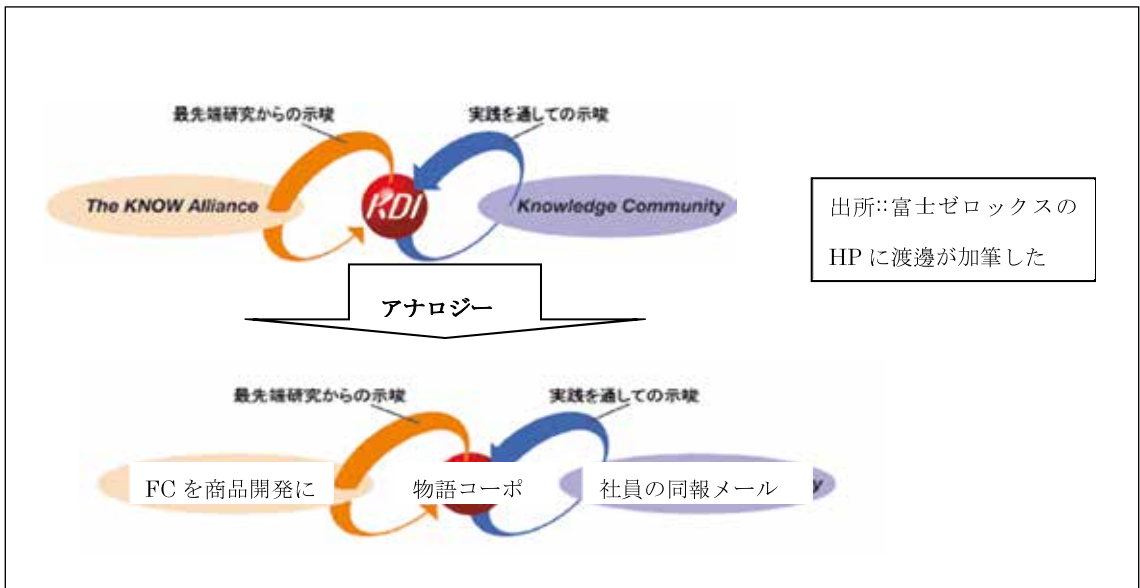 最先端研究からの示唆
実践を通しての示唆
The KNOW Alliance
KDI
Knowledge Community
出所::富士ゼロックスの
HP に渡邊が加筆した
アナロジー
最先端研究からの示唆
実践を通しての示唆
FC を商品開発に
物語コーポ
社員の同報メール
y